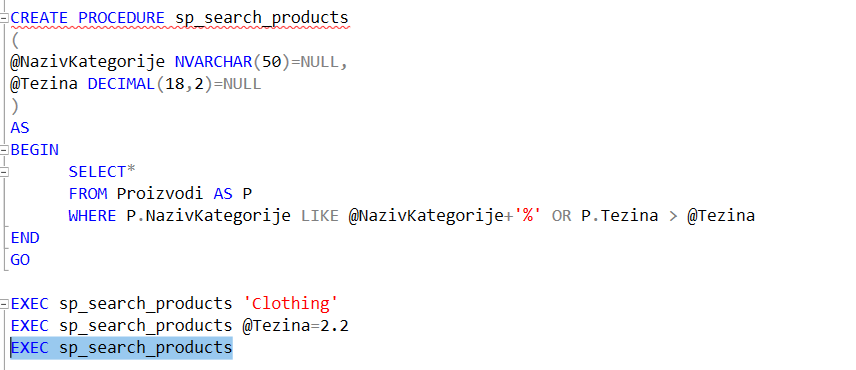 CREATE PROCEDURE sp_search_products
(
@NazivKategorije NVARCHAR(50)=NULL,
@Tezina DECIMAL(18,2)=NULL
)
AS
BEGIN
SELECT*
FROM Proizvodi AS P
WHERE P.NazivKategorije LIKE @NazivKategorije+'%' OR P.Tezina > @Tezina
END
GO
EXEC sp_search_products 'Clothing'
EXEC sp_search_products @Tezina=2.2
EXEC sp_search_products